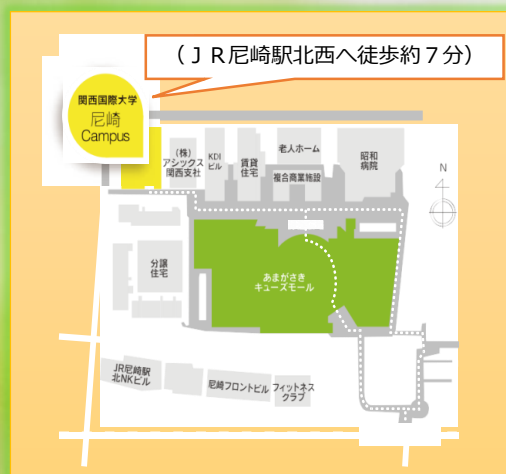 （ＪＲ尼崎駅北西へ徒歩約７分）
関西国際大学
尼崎
Campus
（株）
アシックス
関西支社
KDI
ビル
賃貸
住宅
老人ホーム
複合商業施設
昭和
病院
N
分譲
住宅
あまがさき
キューズモール
JR尼崎駅
北NKビル
尼崎フロントビル
フィットネス
クラブ